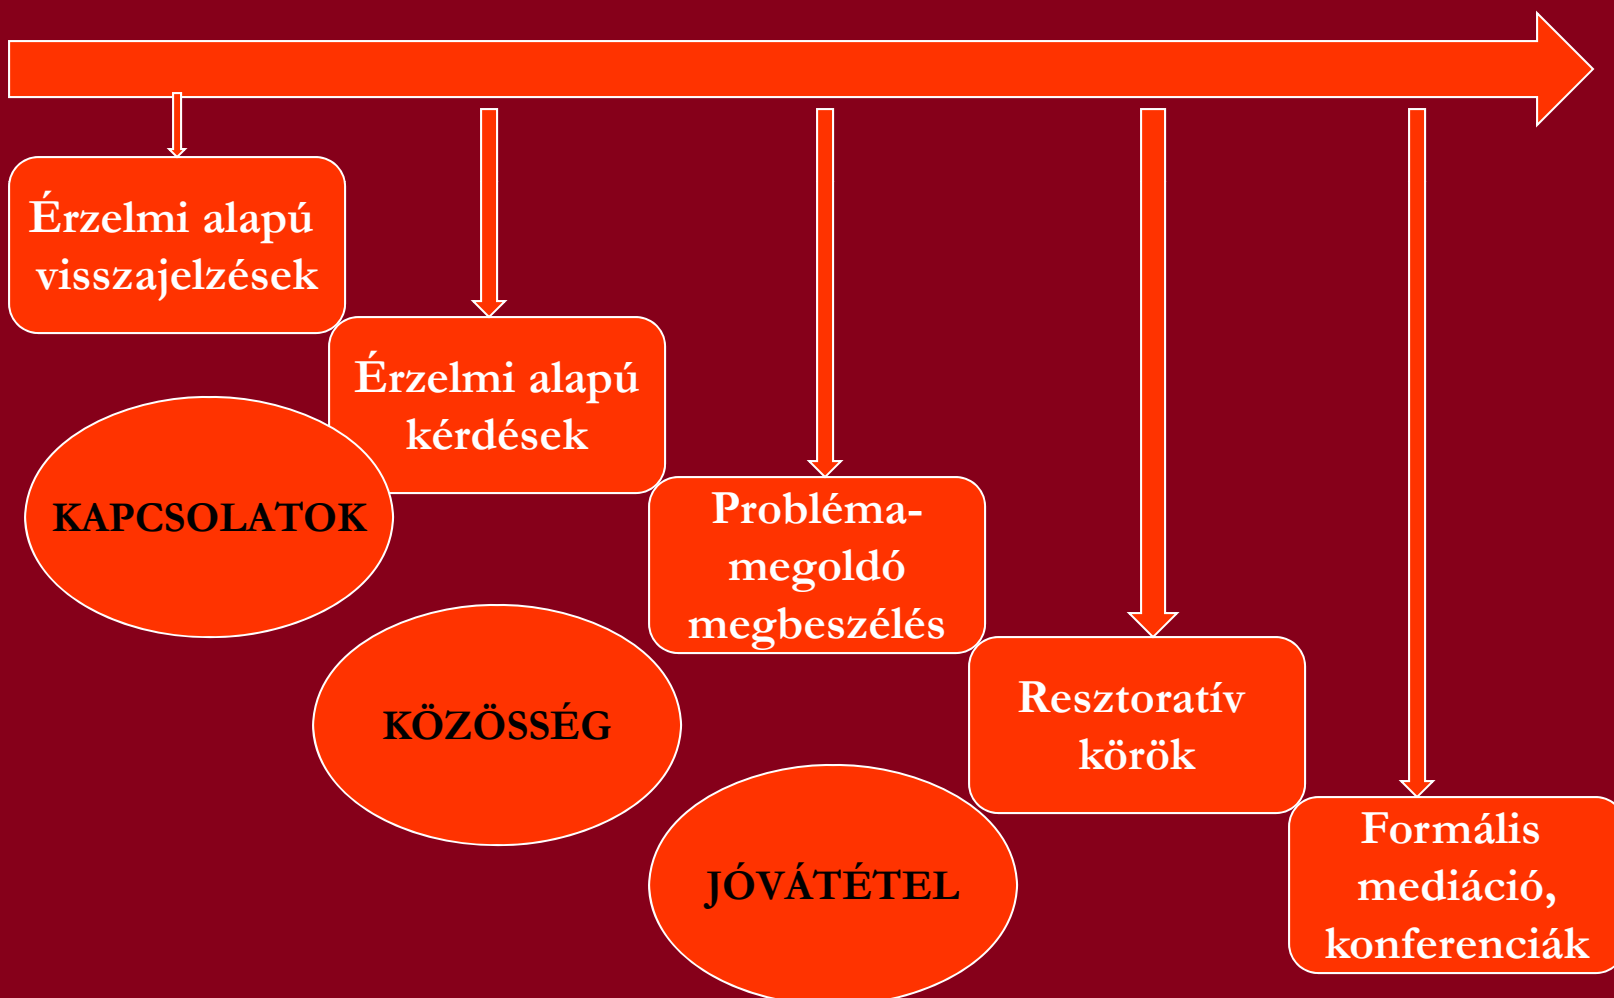 Érzelmi alapú
visszajelzések
Érzelmi alapú
kérdések
KAPCSOLATOK
Probléma-
megoldó
megbeszélés
KÖZÖSSÉG
Resztoratív
körök
JÓVÁTÉTEL
Formális
mediáció,
konferenciák